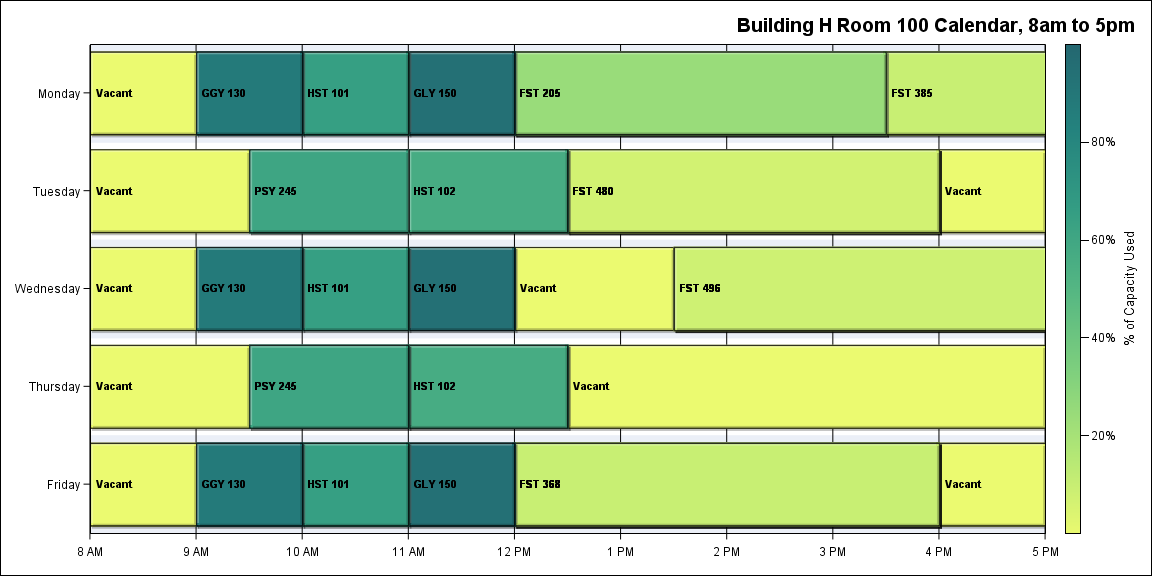 Building H Room 100 Calendar, 8am to 5pm
Monday
Vacant
GGY 130
HST 101
GLY 150
FST 205
FST 385
Tuesday
Vacant
PSY 245
HST 102
FST 480
Vacant
Wednesday
Vacant
GGY 130
HST 101
GLY 150
Vacant
FST 496
Thursday
Vacant
PSY 245
HST 102
Vacant
Friday
Vacant
GGY 130
HST 101
GLY 150
FST 368
Vacant
8 AM
9 AM
10 AM
11 AM
12 PM
1 PM
2 PM
3 PM
4 PM
5 PM
80%
60%
40%
20%
% of Capacity Used